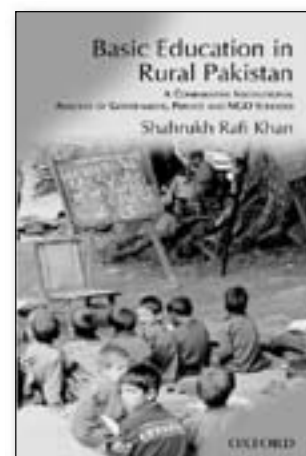 Basic Education in
Rural Pakistan
A COMPARATIVE INSTITUTIONAL
ANALYSIS OF GOVERNMENT, PRIVATE AND NGO SCHOOLS
Shahrukh Rafi Khan
OXFORD